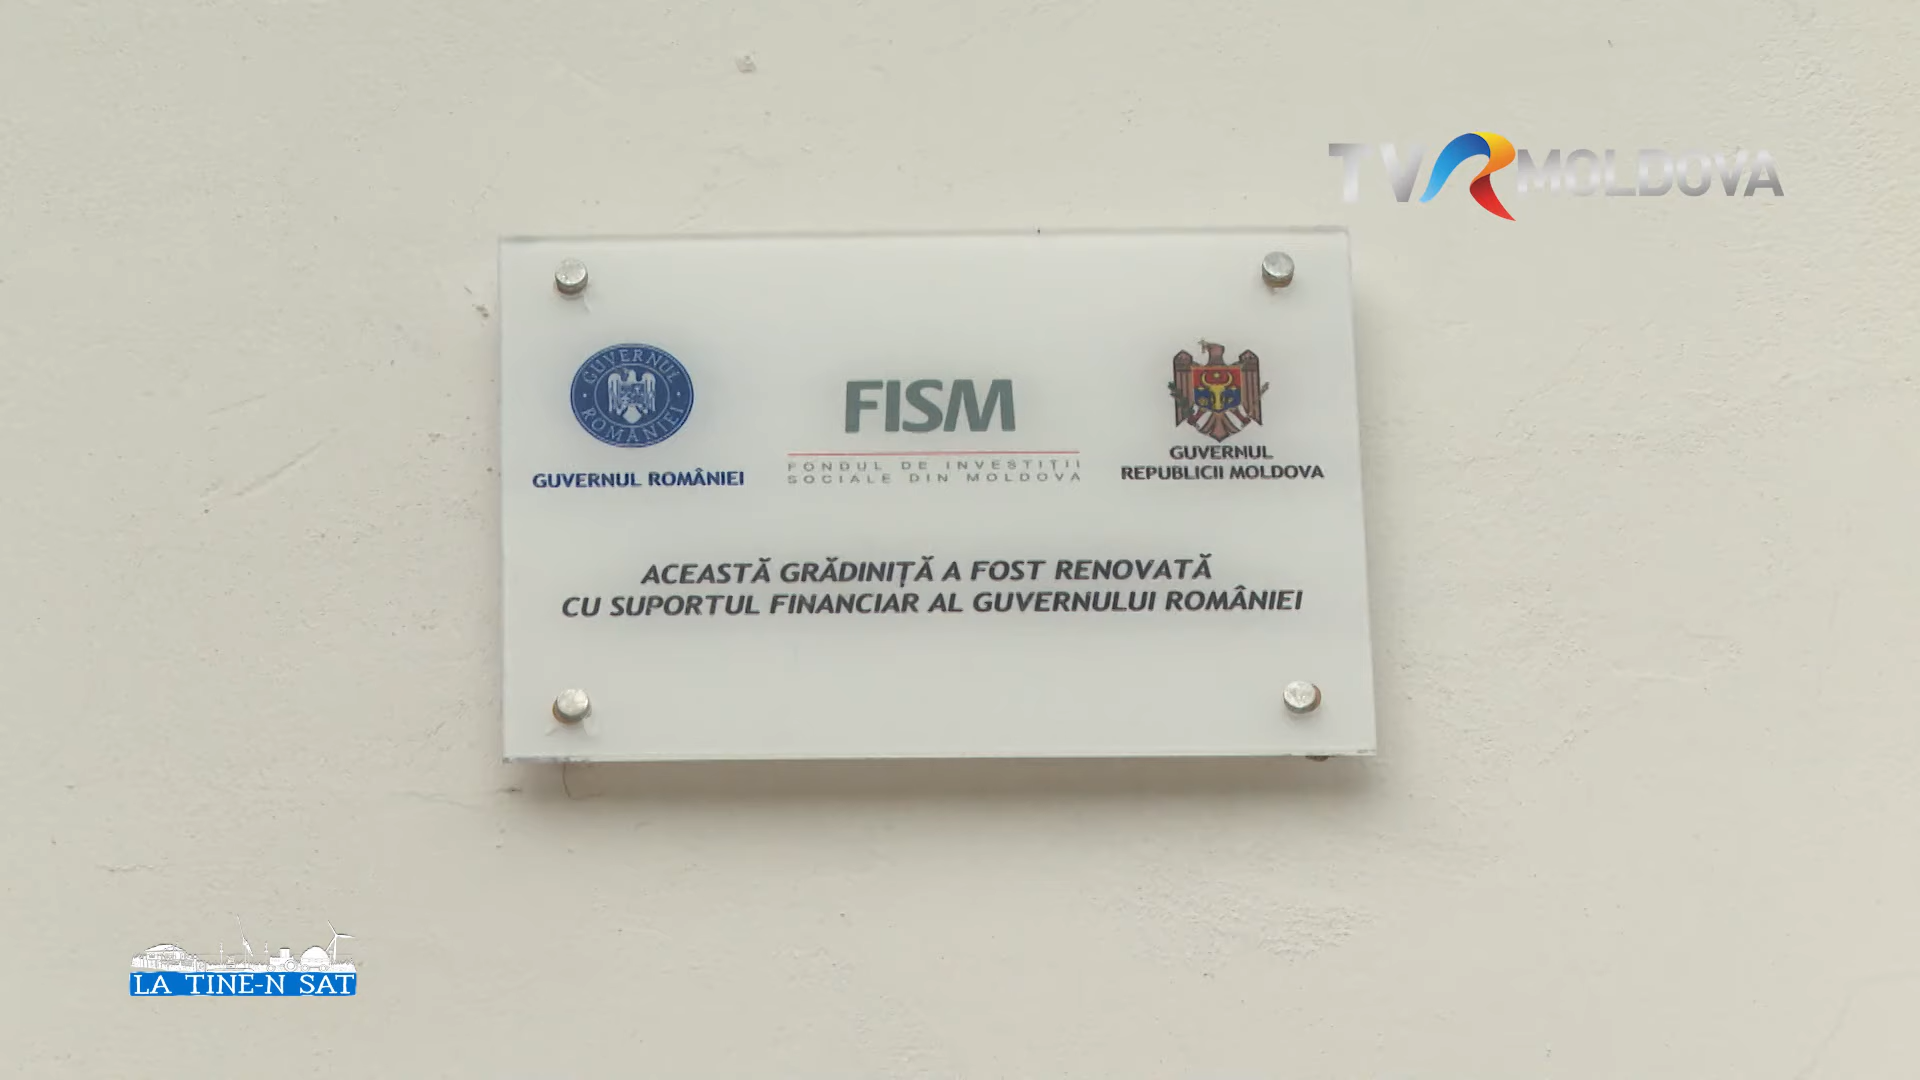 TVR MOLDOVA
GUVERNUL ROMÂNIEI
GUVERNUL ROMÂNIEI
FISM
FONDUL DE INVESTIȚII
SOCIALE DIN MOLDOVA
GUVERNUL
REPUBLICII MOLDOVA
ACEASTĂ GRĂDINIȚĂ A FOST RENOVATĂ
CU SUPORTUL FINANCIAR AL GUVERNULUI ROMÂNIEI
LA TINE-N SAT